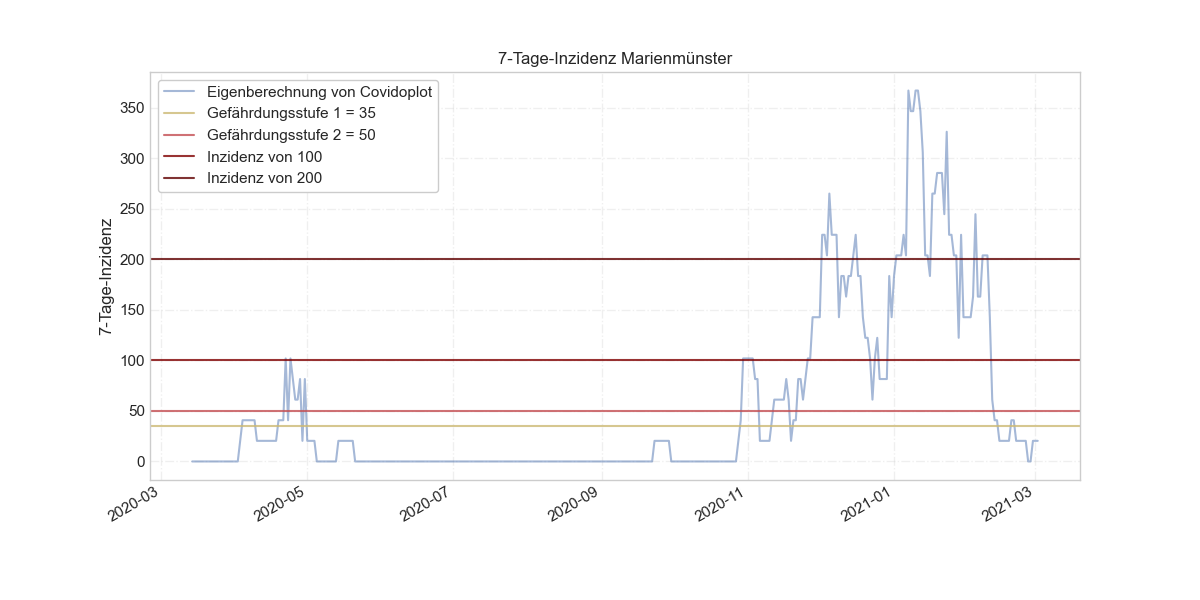 7-Tage-Inzidenz Marienmünster
Eigenberechnung von Covidoplot
Gefährdungsstufe 1 = 35
Gefährdungsstufe 2 = 50
Inzidenz von 100
Inzidenz von 200
7-Tage-Inzidenz
350
300
250
200
150
100
50
0
2020-03
2020-05
2020-07
2020-09
2020-11
2021-01
2021-03